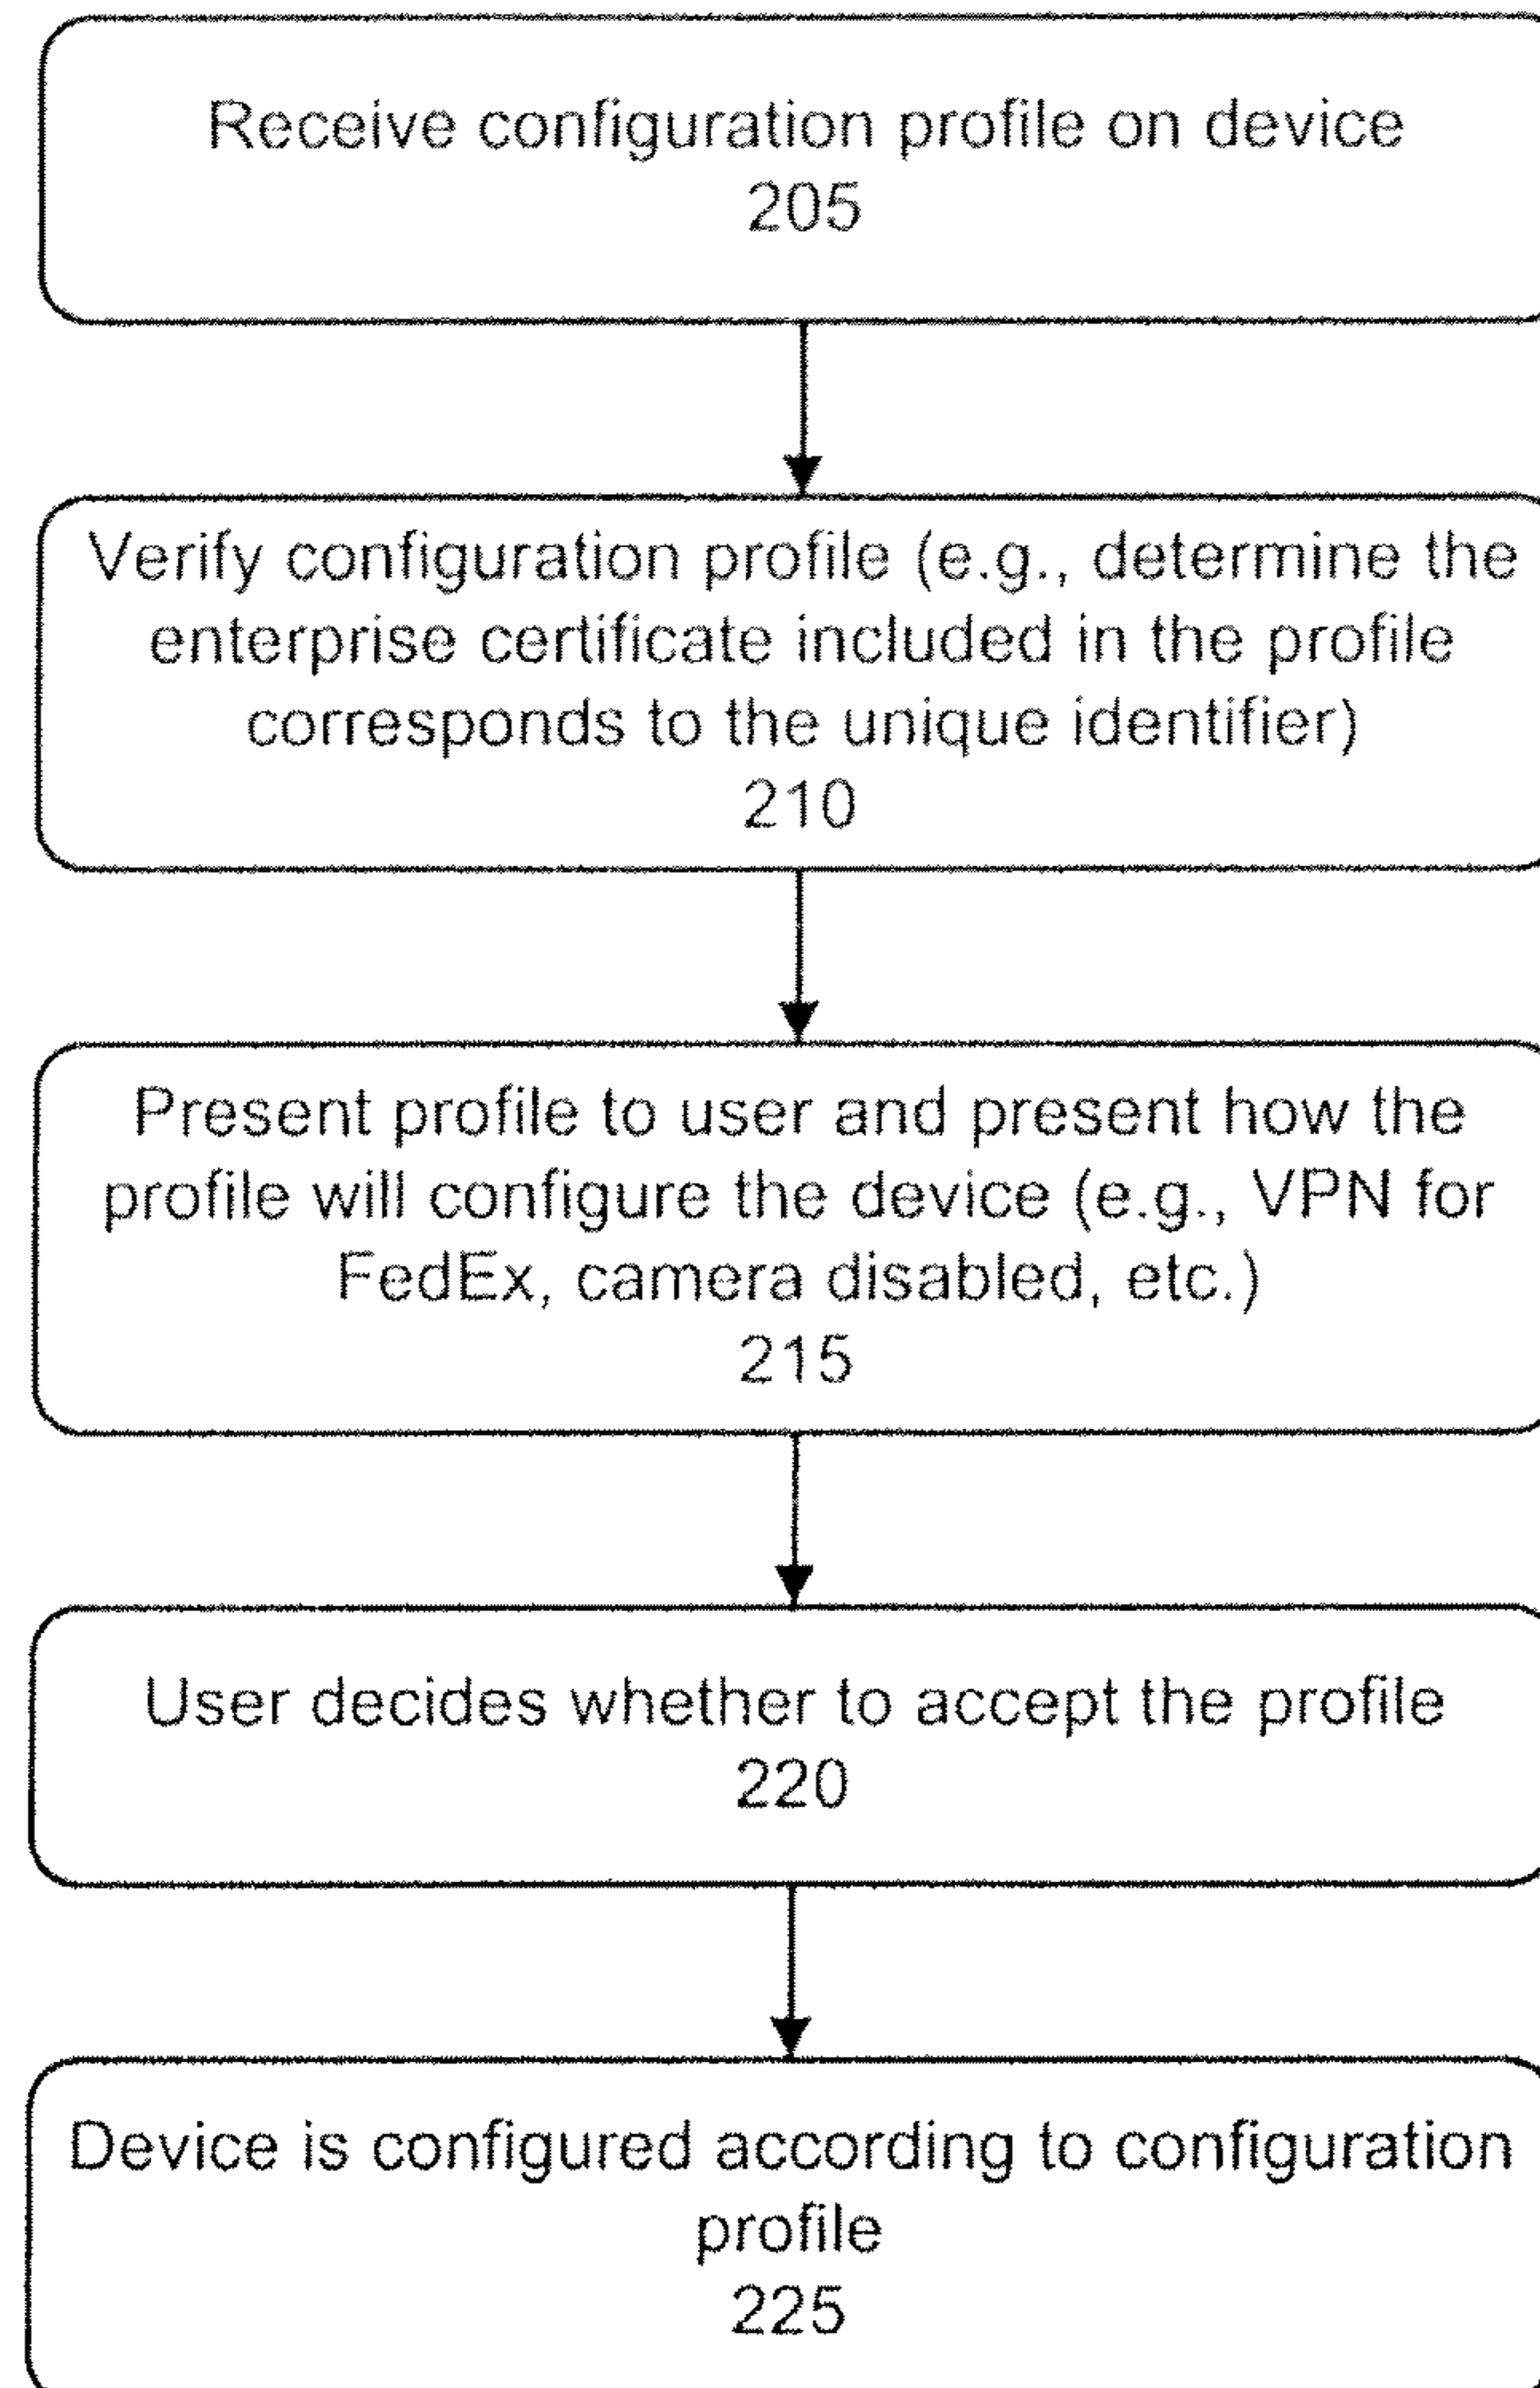 Receive configuration profile on device
205
Verify configuration profile (e.g., determine the
enterprise certificate included in the profile
corresponds to the unique identifier)
210
Present profile to user and present how the
profile will configure the device (e.g., VPN for
FedEx, camera disabled, etc.)
215
User decides whether to accept the profile
220
Device is configured according to configuration
profile
225